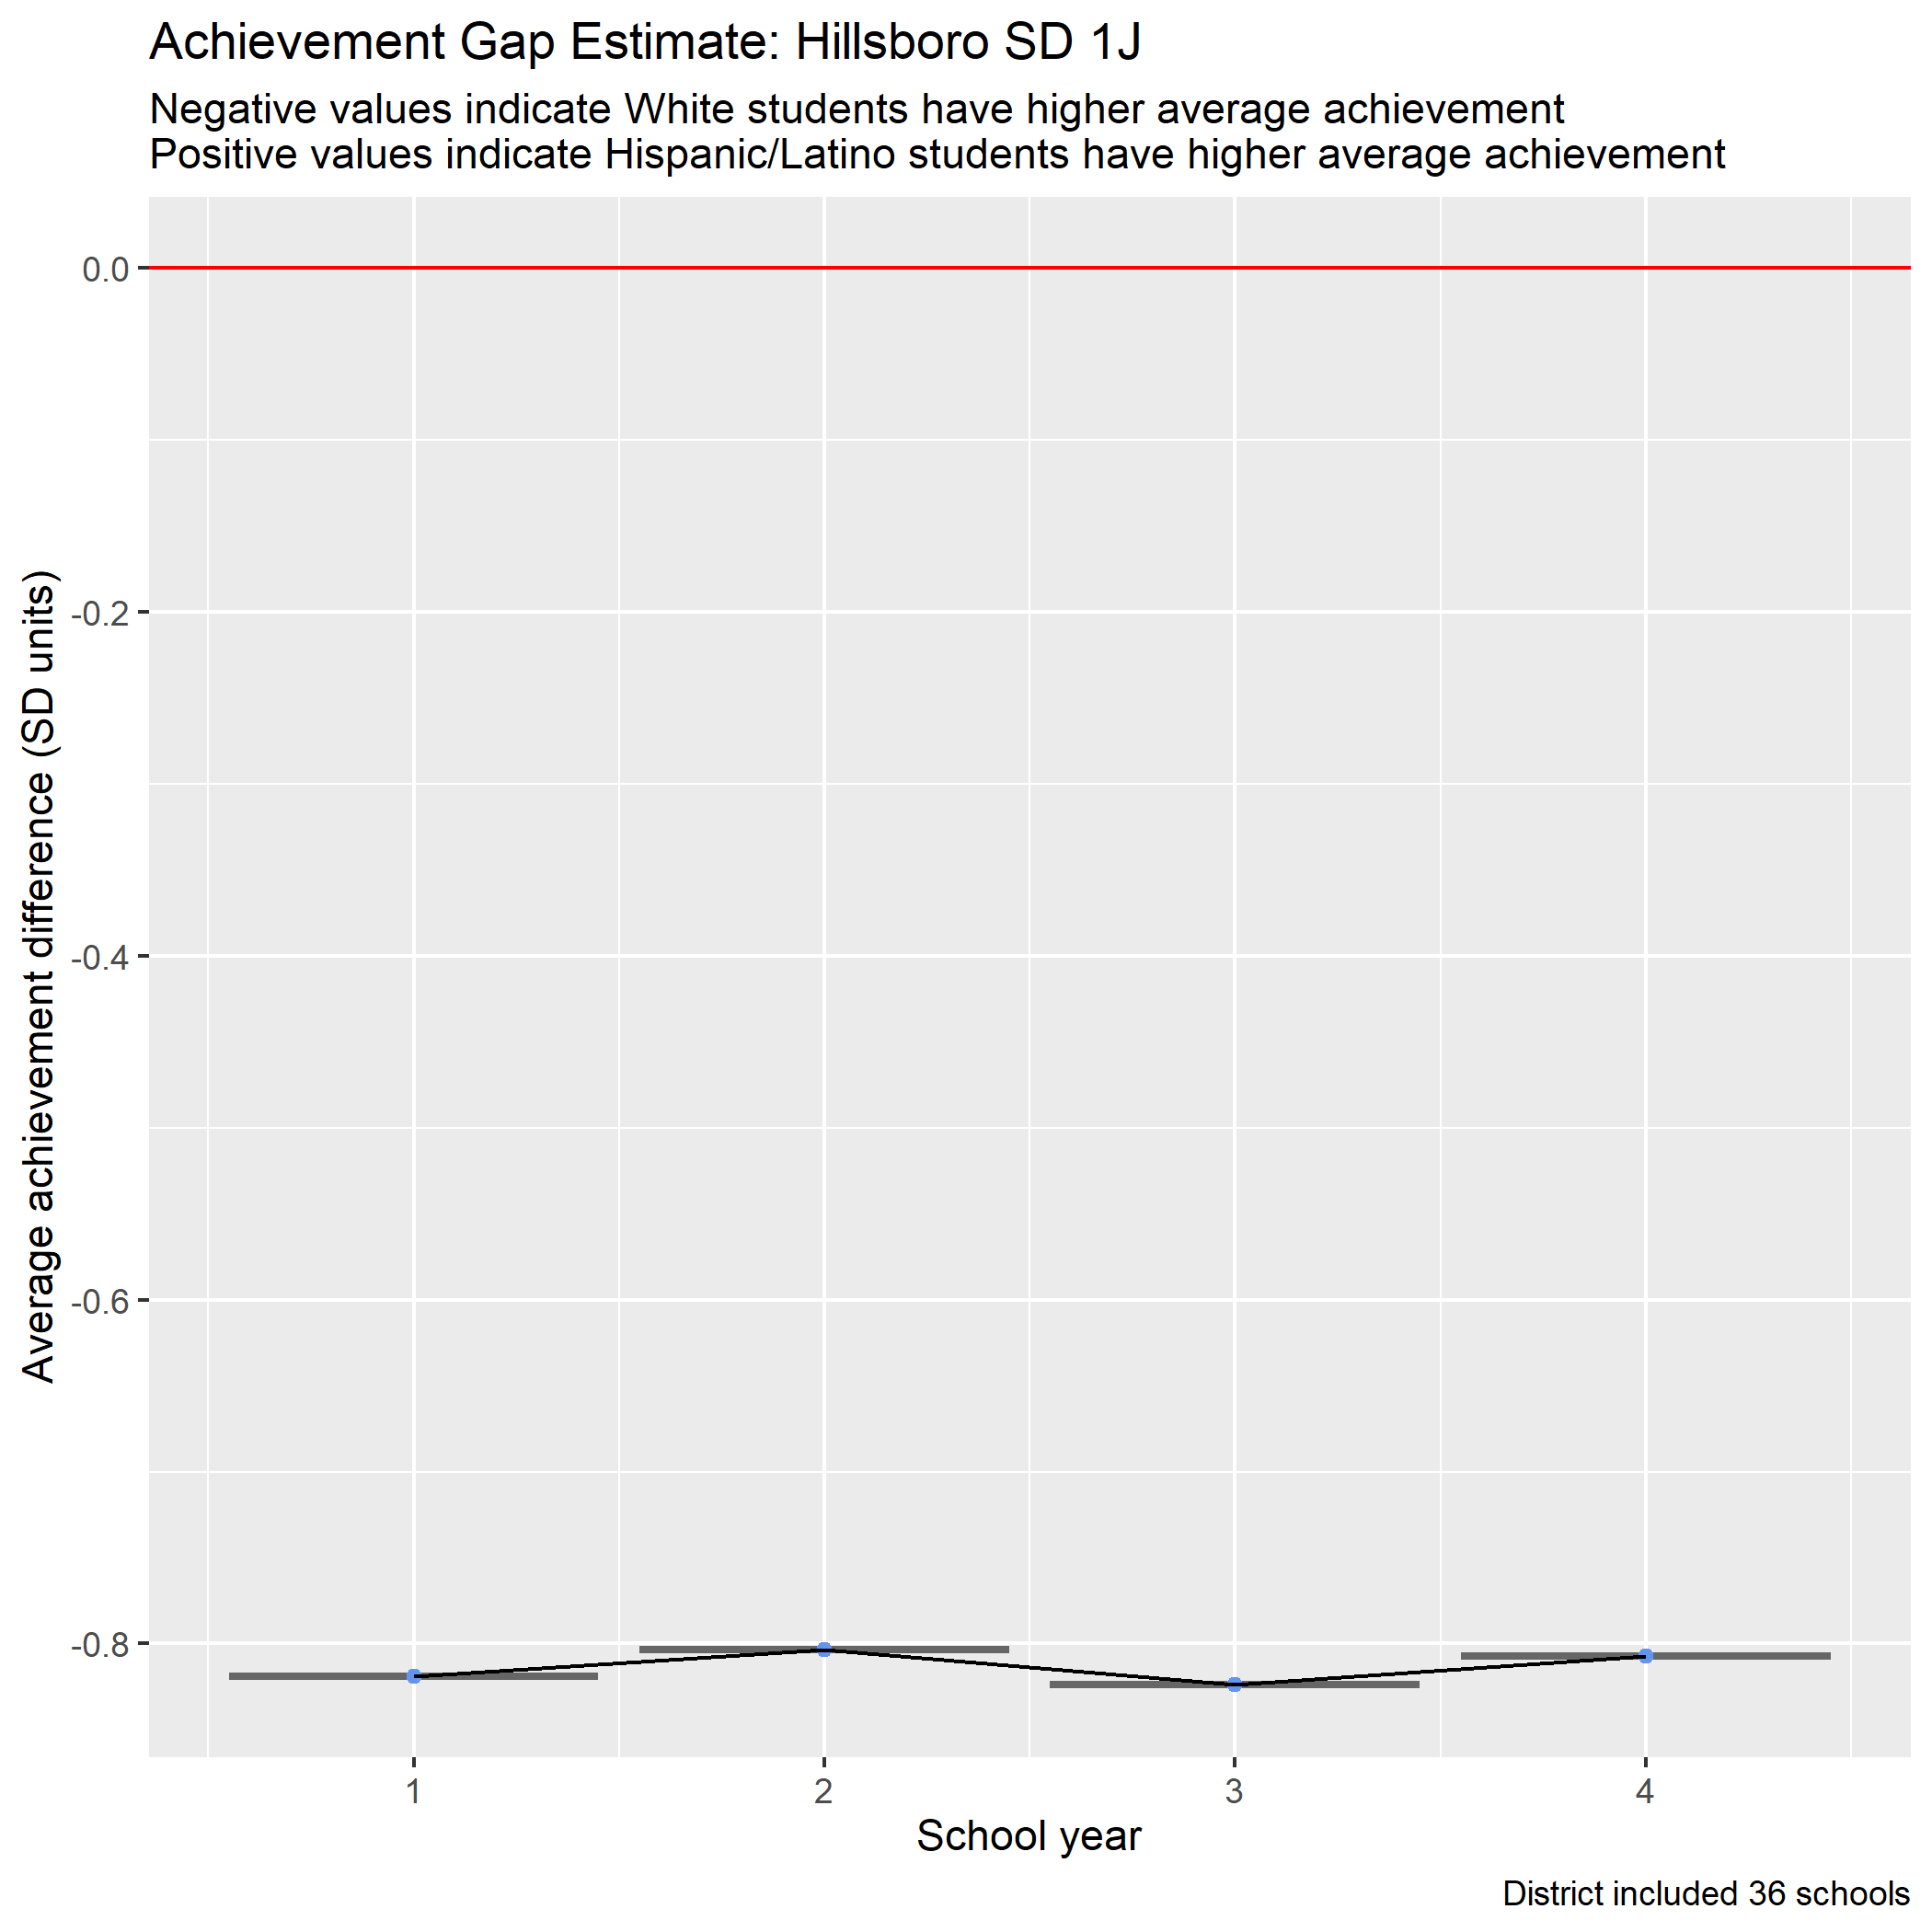 Achievement Gap Estimate: Hillsboro SD 1J
Negative values indicate White students have higher average achievement
Positive values indicate Hispanic/Latino students have higher average achievement
Average achievement difference (SD units)
0.0
-0.2
-0.4
-0.6
-0.8
1
2
3
4
School year
District included 36 schools